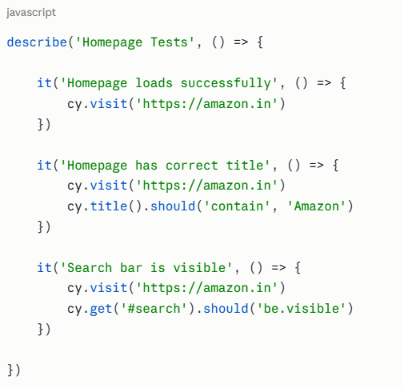 javascript
describe('Homepage Tests', () => {
it('Homepage loads successfully', () => {
cy.visit('https://amazon.in')
})
it('Homepage has correct title', () => {
cy.visit('https://amazon.in')
cy.title().should('contain', 'Amazon')
})
it('Search bar is visible', () => {
cy.visit('https://amazon.in')
cy.get('#search').should('be.visible')
})
})